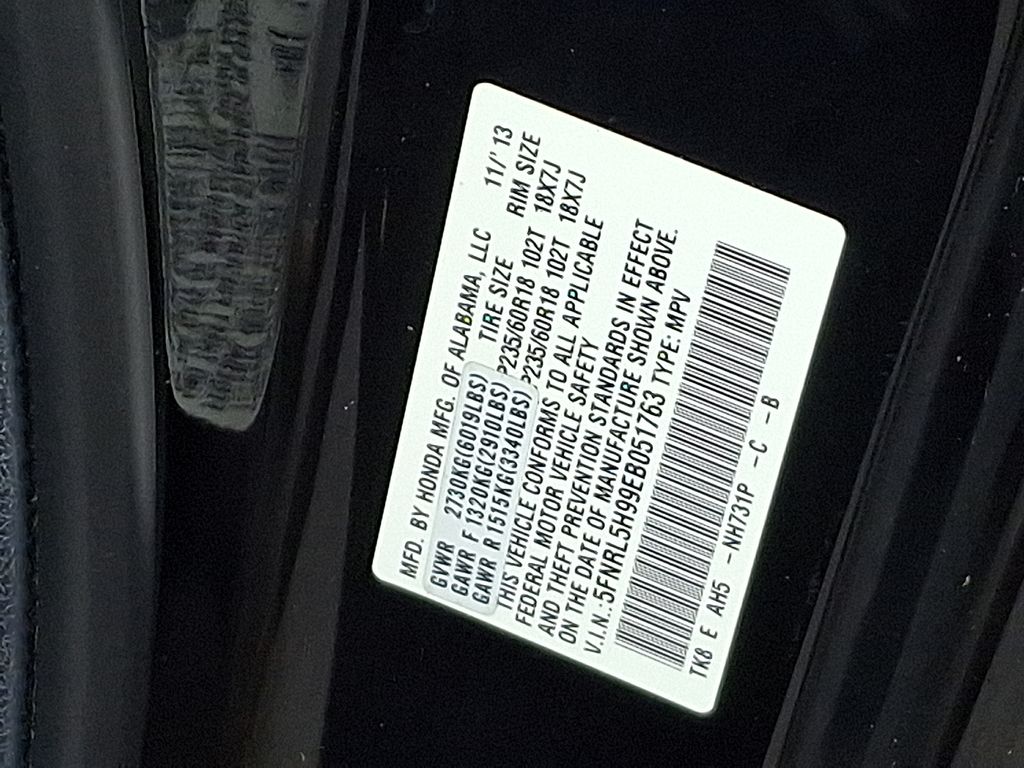 MFD. BY HONDA MFG. OF ALABAMA, LLC 11/'13
TIRE SIZE RIM SIZE
GVWR 2730KG(6019LBS)
GAWR F 1320KG(2910LBS) P235/60R18 102T 18X7J
GAWR R 1515KG(3340LBS) P235/60R18 102T 18X7J
THIS VEHICLE CONFORMS TO ALL APPLICABLE
FEDERAL MOTOR VEHICLE SAFETY
AND THEFT PREVENTION STANDARDS IN EFFECT
ON THE DATE OF MANUFACTURE SHOWN ABOVE.
V.I.N.:5FNRL5H99EB051763 TYPE: MPV
TK8 E AH5 -NH731P -C -B